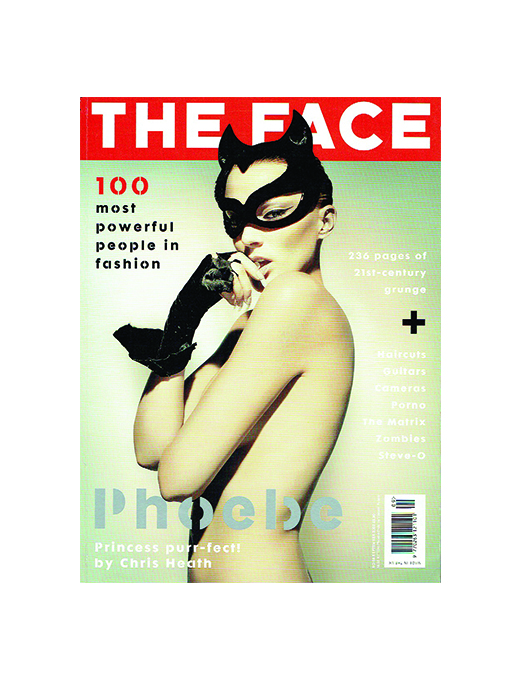 THE FACE
100
most
powerful
people in
fashion
236 pages of
21st-century
grunge
+
Haircuts
Guitars
Cameras
Porno
The Matrix
Zombies
Steve-O
Phoebe
Princess purr-fect!
by Chris Heath